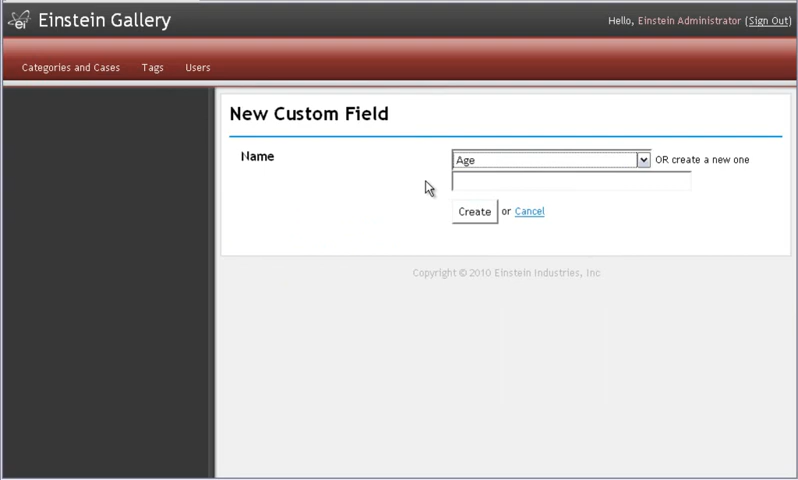 ei Einstein Gallery
Hello, Einstein Administrator (Sign Out)
Categories and Cases Tags Users
New Custom Field
Name
Age OR create a new one
Create or Cancel
Copyright © 2010 Einstein Industries, Inc